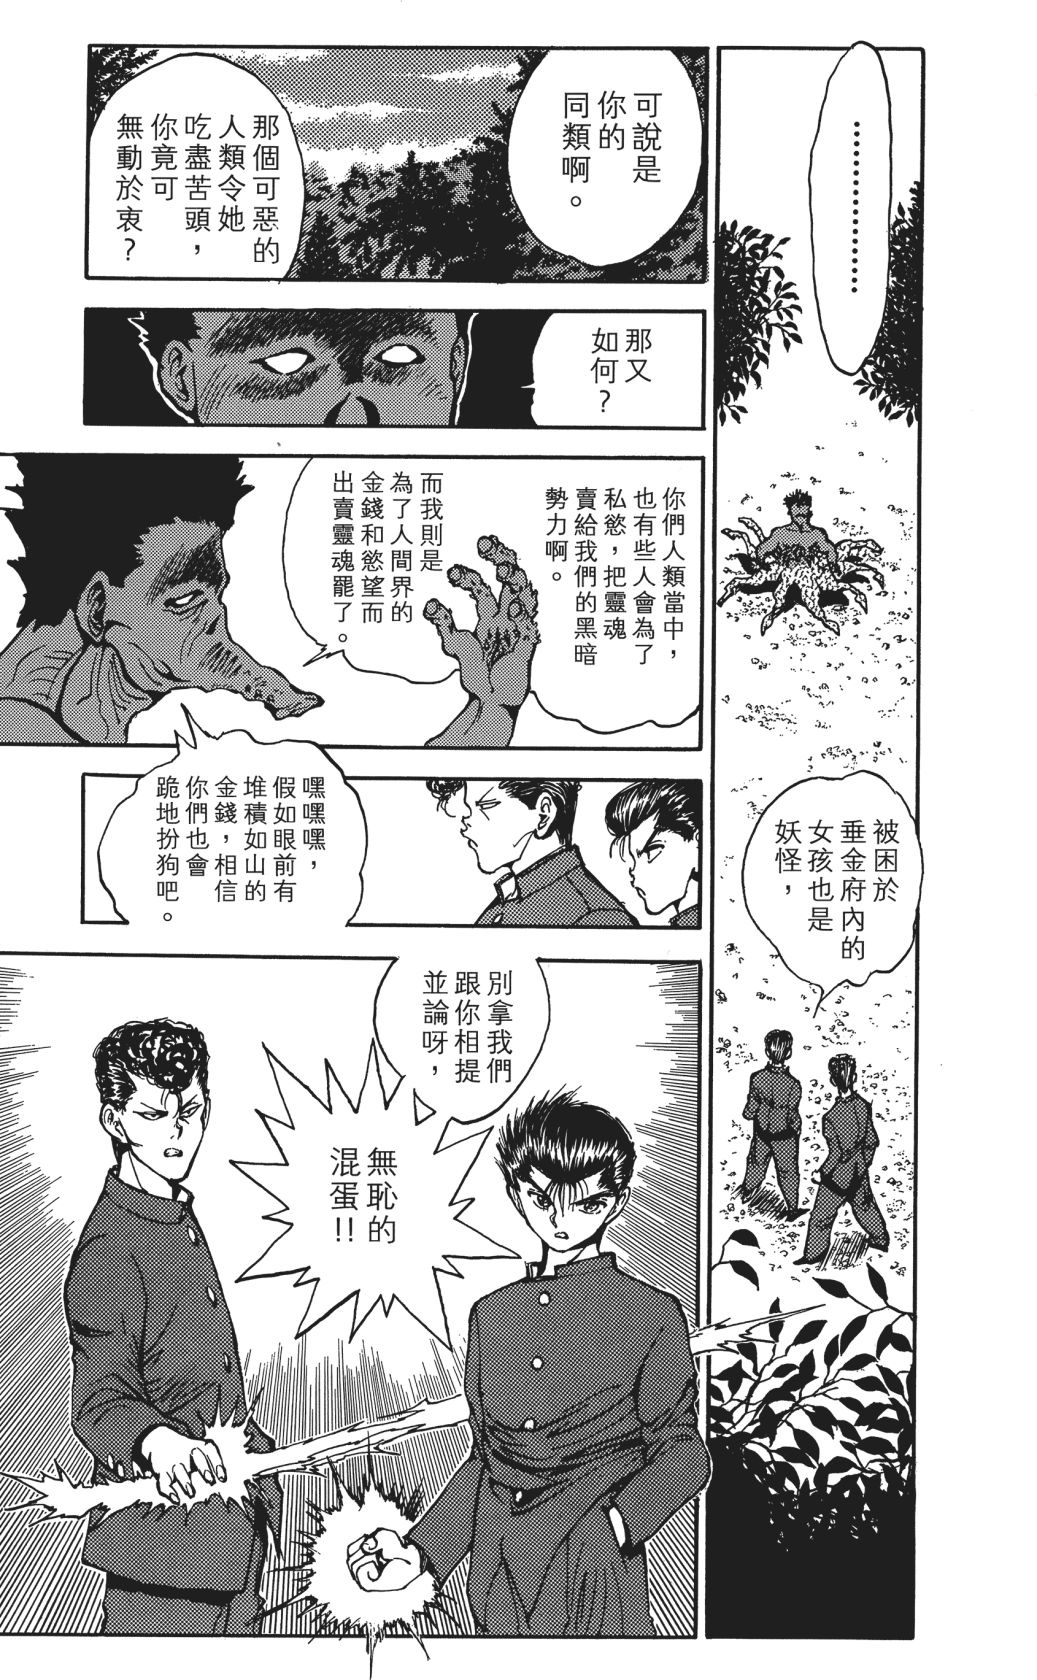 …………………
被困於
垂金府內的
女孩也是
妖怪，
可說是
你的
同類啊。
那個可惡的
人類令她
吃盡苦頭，
你竟可
無動於衷？
那又
如何？
你們人類當中，
也有些人會為了
私慾，把靈魂
賣給我們的黑暗
勢力啊。
而我則是
為了人間界的
金錢和慾望而
出賣靈魂罷了。
嘿嘿嘿，
假如眼前有
堆積如山的
金錢，相信
你們也會
跪地扮狗吧。
別拿我們
跟你相提
並論呀，
無恥的
混蛋!!